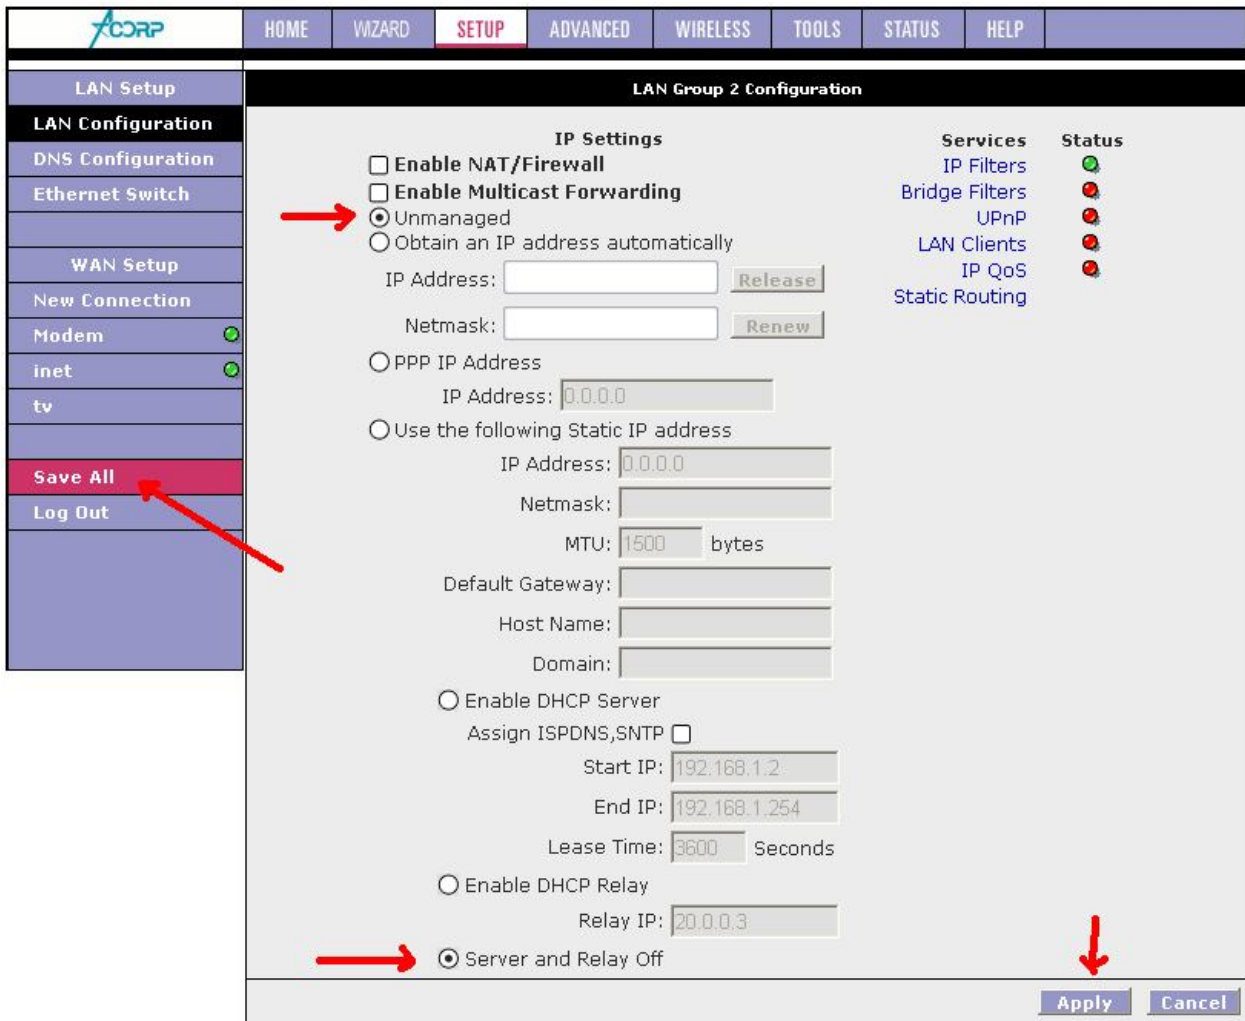 ACORP
HOME WIZARD SETUP ADVANCED WIRELESS TOOLS STATUS HELP
LAN Setup
LAN Configuration
DNS Configuration
Ethernet Switch
WAN Setup
New Connection
Modem
inet
tv
Save All
Log Out
LAN Group 2 Configuration
IP Settings
Enable NAT/Firewall
Enable Multicast Forwarding
Unmanaged
Obtain an IP address automatically
IP Address: Release
Netmask: Renew
PPP IP Address
IP Address: 0.0.0.0
Use the following Static IP address
IP Address: 0.0.0.0
Netmask:
MTU: 1500 bytes
Default Gateway:
Host Name:
Domain:
Enable DHCP Server
Assign ISPDNS,SNTP
Start IP: 192.168.1.2
End IP: 192.168.1.254
Lease Time: 3600 Seconds
Enable DHCP Relay
Relay IP: 20.0.0.3
Server and Relay Off
Services Status
IP Filters
Bridge Filters
UPnP
LAN Clients
IP QoS
Static Routing
Apply Cancel